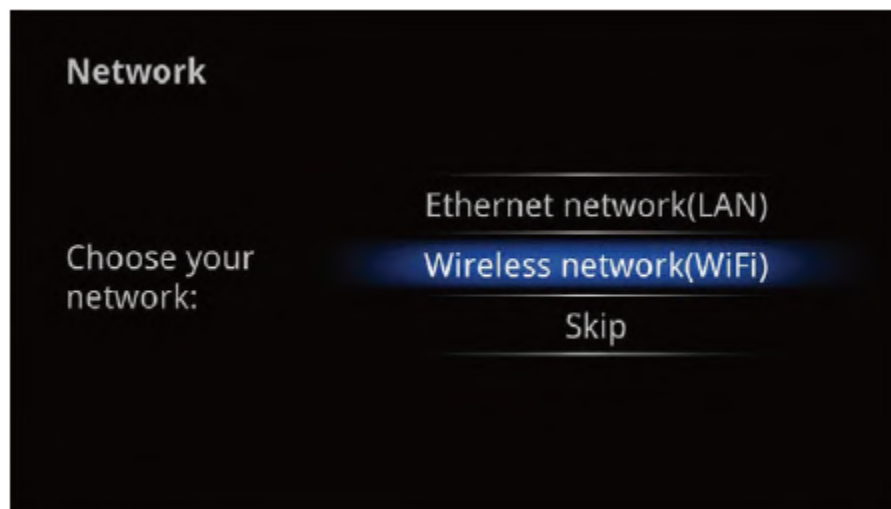 Network
Ethernet network(LAN)
Choose your
network:
Wireless network(WiFi)
Skip